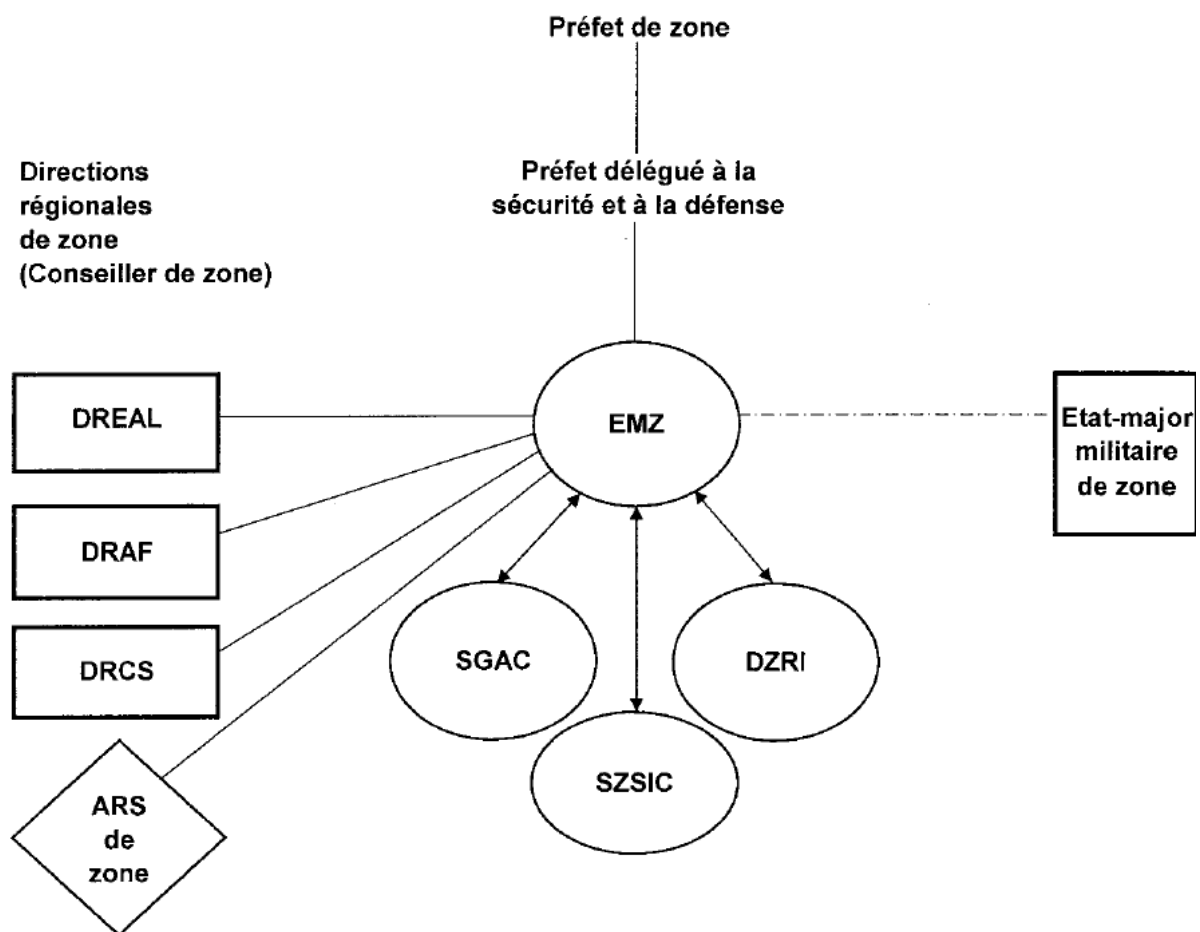 Préfet de zone
Directions
régionales
de zone
(Conseiller de zone)
Préfet délégué à la
sécurité et à la défense
DREAL
EMZ
Etat-major
militaire
de zone
DRAF
DRCS
SGAC
DZRI
SZSIC
ARS
de
zone